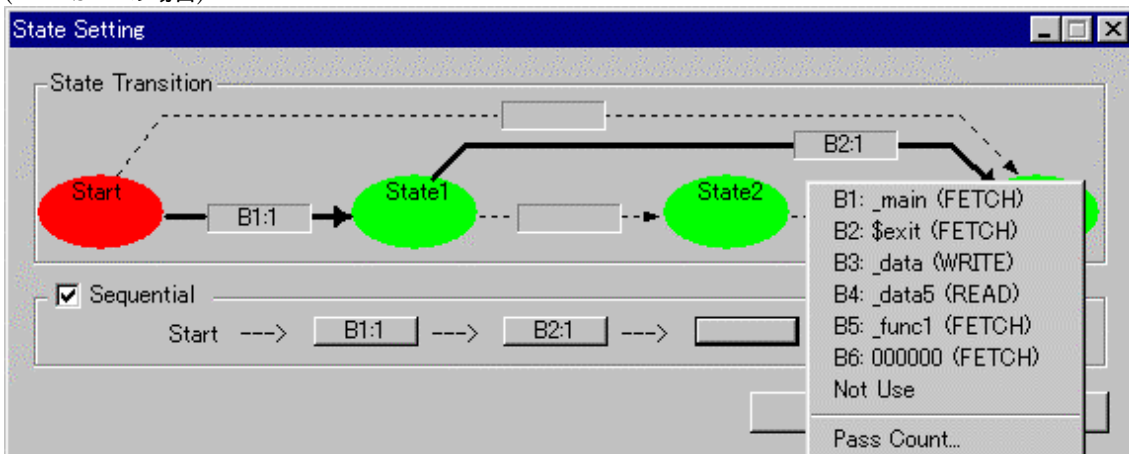 State Setting
State Transition
B2:1
Start
State1
State2
B1:1
Sequential
Start ---> B1:1 ---> B2:1 --->
B1: _main (FETCH)
B2: $exit (FETCH)
B3: _data (WRITE)
B4: _data5 (READ)
B5: _func1 (FETCH)
B6: 000000 (FETCH)
Not Use
Pass Count...